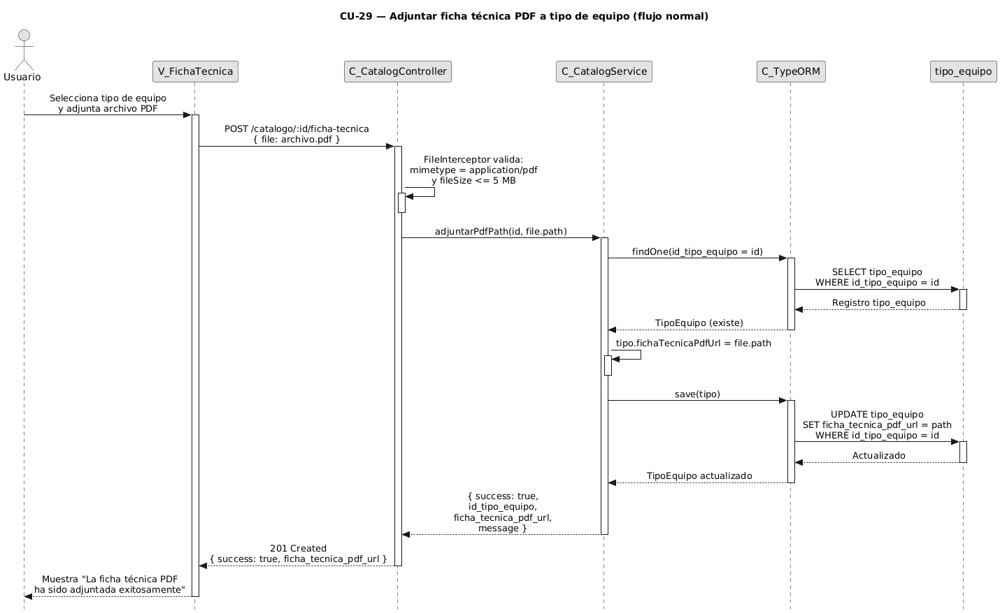 CU-29 — Adjuntar ficha técnica PDF a tipo de equipo (flujo normal)
Usuario
V_FichaTecnica
C_CatalogController
C_CatalogService
C_TypeORM
tipo_equipo
Selecciona tipo de equipo
y adjunta archivo PDF
POST /catalogo/:id/ficha-tecnica
{ file: archivo.pdf }
FileInterceptor valida:
mimetype = application/pdf
y fileSize <= 5 MB
adjuntarPdfPath(id, file.path)
findOne(id_tipo_equipo = id)
SELECT tipo_equipo
WHERE id_tipo_equipo = id
Registro tipo_equipo
TipoEquipo (existe)
tipo.fichaTecnicaPdfUrl = file.path
save(tipo)
UPDATE tipo_equipo
SET ficha_tecnica_pdf_url = path
WHERE id_tipo_equipo = id
Actualizado
TipoEquipo actualizado
{ success: true,
id_tipo_equipo,
ficha_tecnica_pdf_url,
message }
201 Created
{ success: true, ficha_tecnica_pdf_url }
Muestra "La ficha técnica PDF
ha sido adjuntada exitosamente"